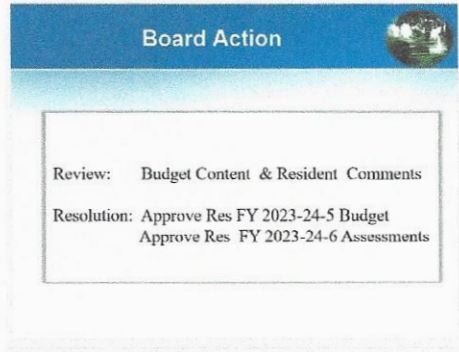 Board Action
Review: Budget Content & Resident Comments
Resolution: Approve Res FY 2023-24-5 Budget
Approve Res FY 2023-24-6 Assessments